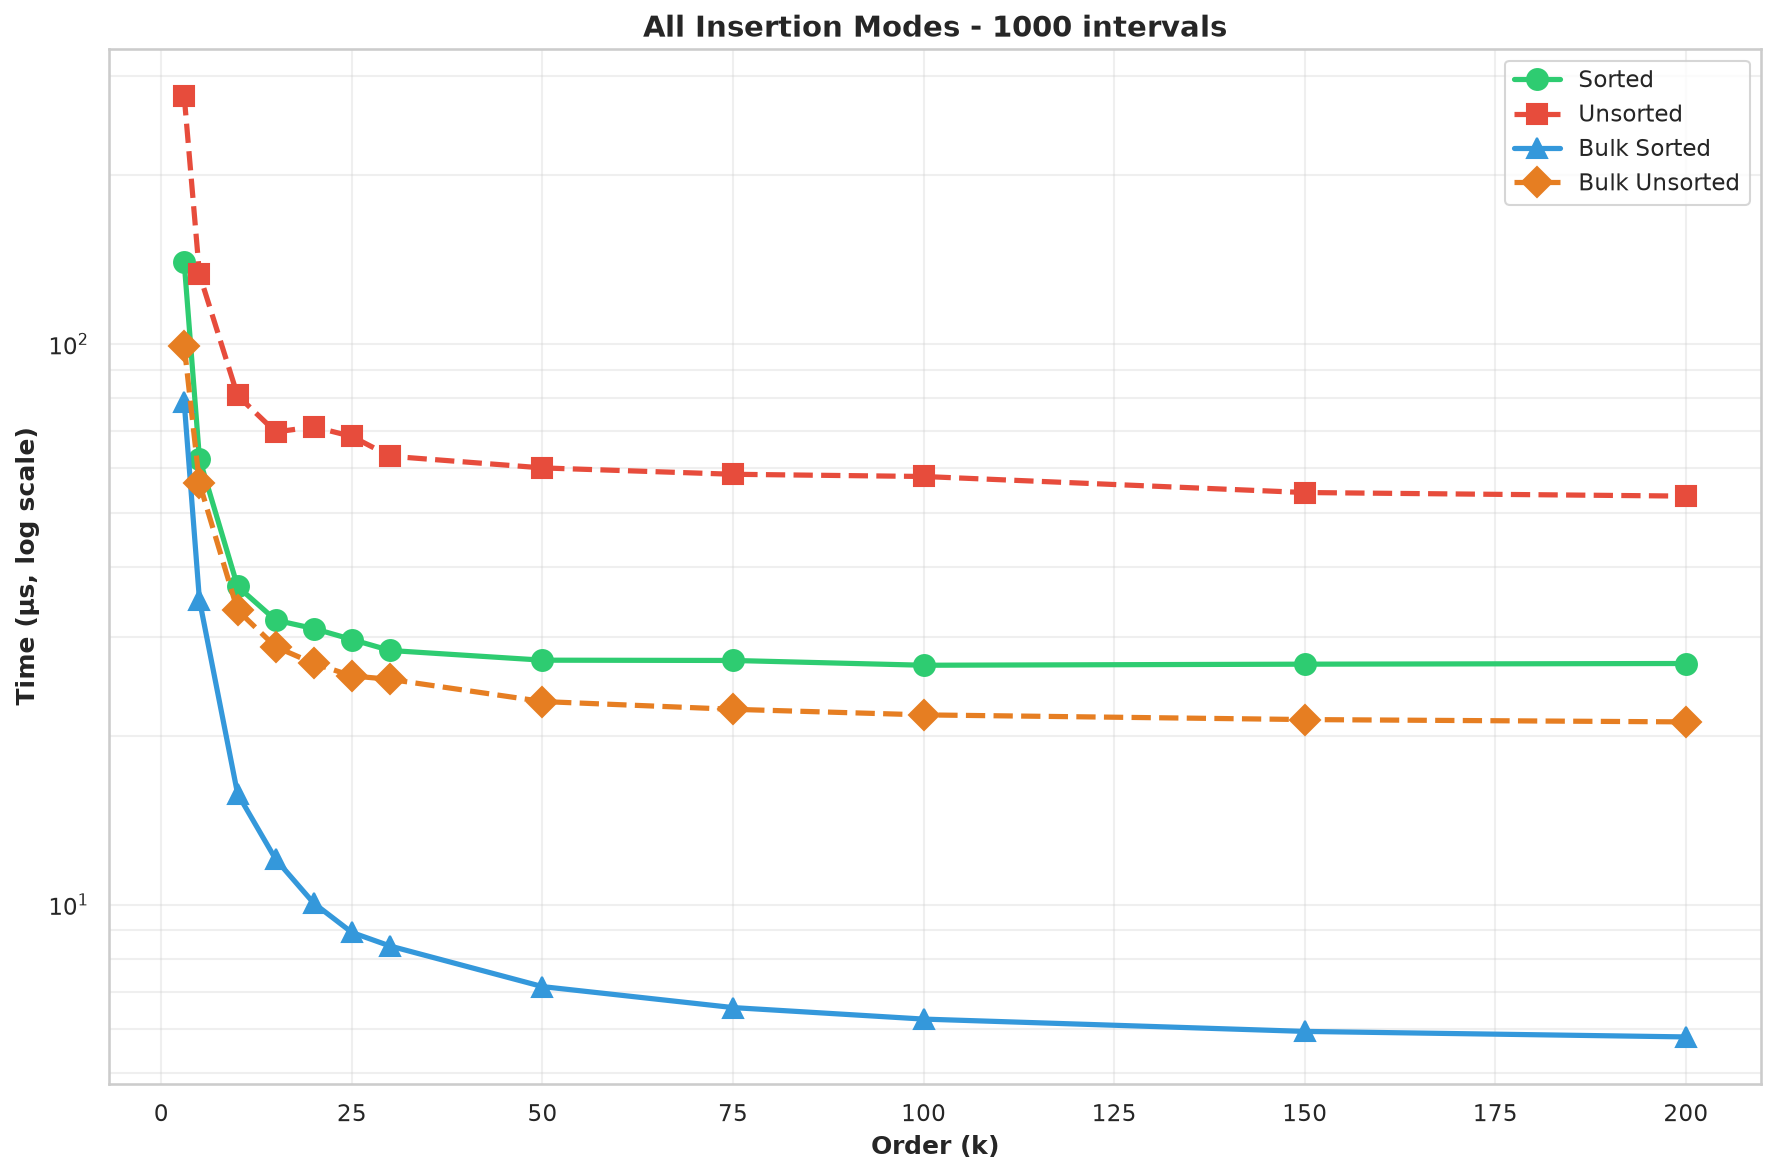 All Insertion Modes - 1000 intervals
Sorted
Unsorted
Bulk Sorted
Bulk Unsorted
Time (µs, log scale)
10²
10¹
0 25 50 75 100 125 150 175 200
Order (k)